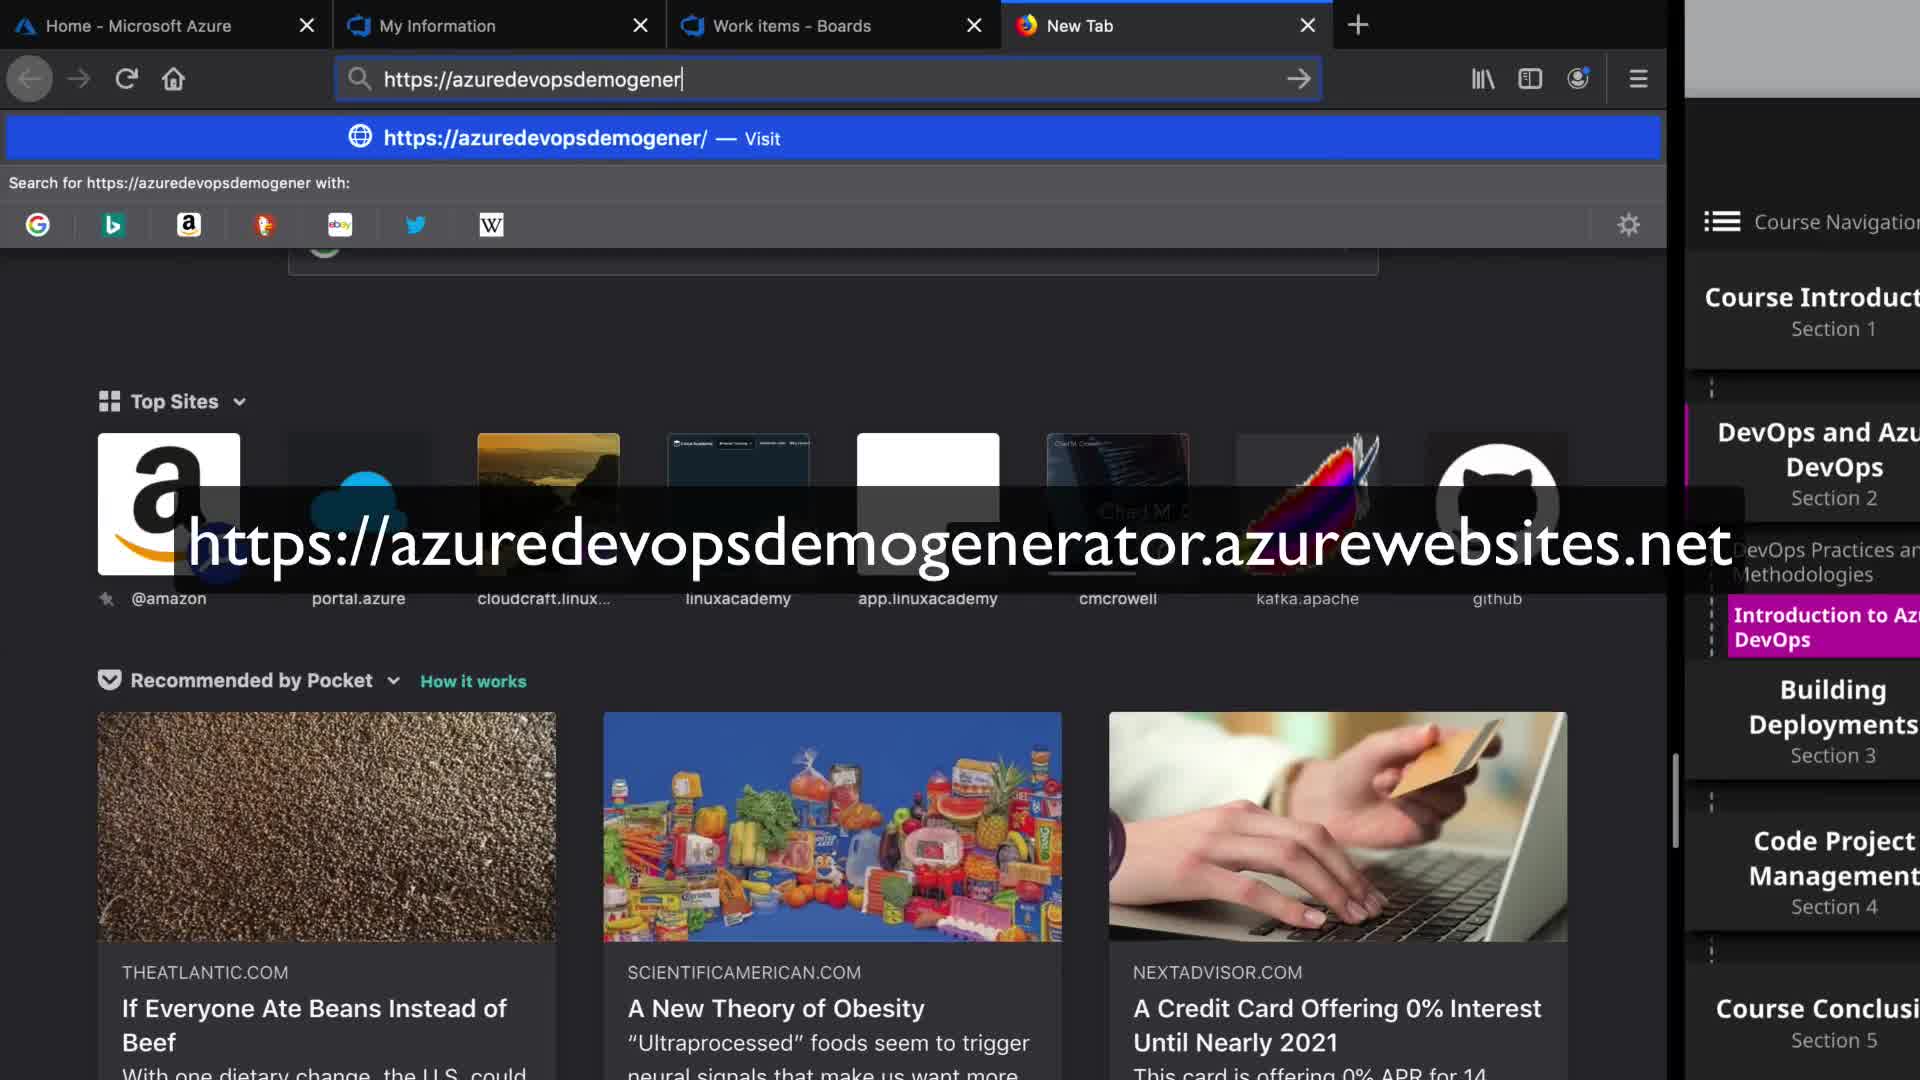 Home - Microsoft Azure
My Information
Work items - Boards
New Tab
https://azuredevopsdemogener
https://azuredevopsdemogener/ — Visit
Search for https://azuredevopsdemogener with:
Course Navigation
Course Introduct
Section 1
Top Sites
DevOps and Azu
DevOps
Section 2
https://azuredevopsdemogenerator.azurewebsites.net
DevOps Practices an
Methodologies
@amazon
portal.azure
cloudcraft.linux...
linuxacademy
app.linuxacademy
cmcrowell
kafka.apache
github
Introduction to Azu
DevOps
Recommended by Pocket
How it works
Building
Deployments
Section 3
Code Project
Management
Section 4
THEATLANTIC.COM
If Everyone Ate Beans Instead of
Beef
With one dietary change, the U.S. could
SCIENTIFICAMERICAN.COM
A New Theory of Obesity
“Ultraprocessed” foods seem to trigger
neural signals that make us want more
NEXTADVISOR.COM
A Credit Card Offering 0% Interest
Until Nearly 2021
This card is offering 0% APR for 14
Course Conclusi
Section 5